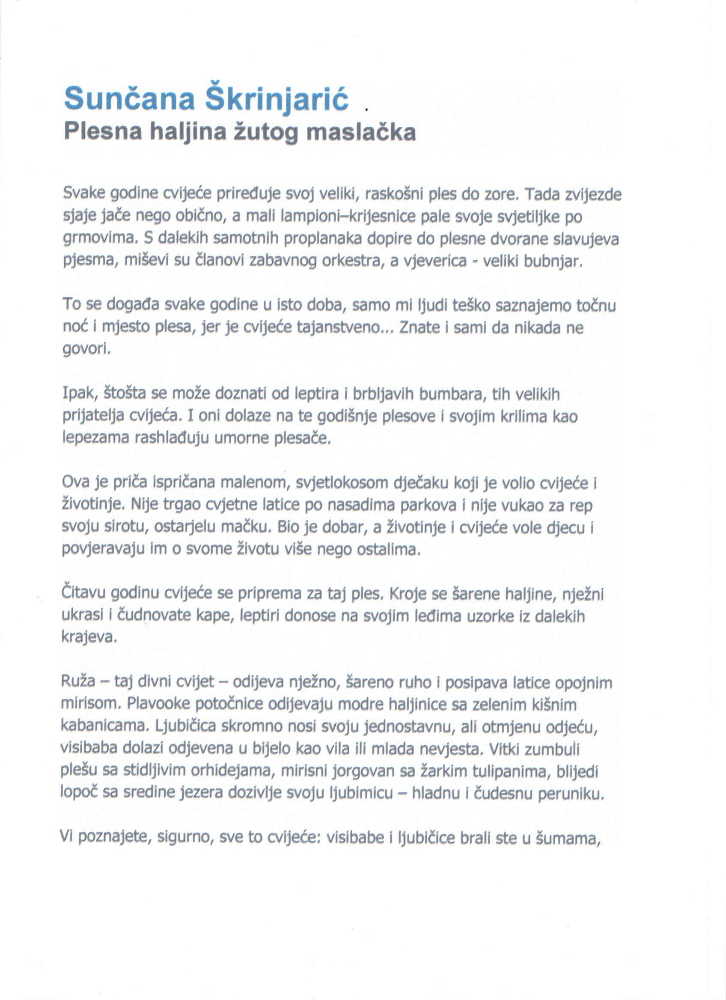 Sunčana Škrinjarić
Plesna haljina žutog maslačka
Svake godine cvijeće priređuje svoj veliki, raskošni ples do zore. Tada zvijezde
sjaje jače nego obično, a mali lampioni–krijesnice pale svoje svjetiljke po
grmovima. S dalekih samotnih proplanaka dopire do plesne dvorane slavujeva
pjesma, miševi su članovi zabavnog orkestra, a vjeverica - veliki bubnjar.
To se događa svake godine u isto doba, samo mi ljudi teško saznajemo točnu
noć i mjesto plesa, jer je cvijeće tajanstveno... Znate i sami da nikada ne
govori.
Ipak, štošta se može doznati od leptira i brbljavih bumbara, tih velikih
prijatelja cvijeća. I oni dolaze na te godišnje plesove i svojim krilima kao
lepezama rashlađuju umorne plesače.
Ova je priča ispričana malenom, svjetlokosom dječaku koji je volio cvijeće i
životinje. Nije trgao cvjetne latice po nasadima parkova i nije vukao za rep
svoju sirotu, ostarjelu mačku. Bio je dobar, a životinje i cvijeće vole djecu i
povjeravaju im o svome životu više nego ostalima.
Čitavu godinu cvijeće se priprema za taj ples. Kroje se šarene haljine, nježni
ukrasi i čudnovate kape, leptiri donose na svojim leđima uzorke iz dalekih
krajeva.
Ruža – taj divni cvijet – odijeva nježno, šareno ruho i posipava latice opojnim
mirisom. Plavooke potočnice odijevaju modre haljinice sa zelenim kišnim
kabanicama. Ljubičica skromno nosi svoju jednostavnu, ali otmjenu odjeću,
visibaba dolazi odjevena u bijelo kao vila ili mlada nevjesta. Vitki zumbuli
plešu sa stidljivim orhidejama, mirisni jorgovan sa žarkim tulipanima, blijedi
lopoč sa sredine jezera dozivlje svoju ljubimicu – hladnu i čudesnu peruniku.
Vi poznajete, sigurno, sve to cvijeće: visibabe i ljubičice brali ste u šumama,